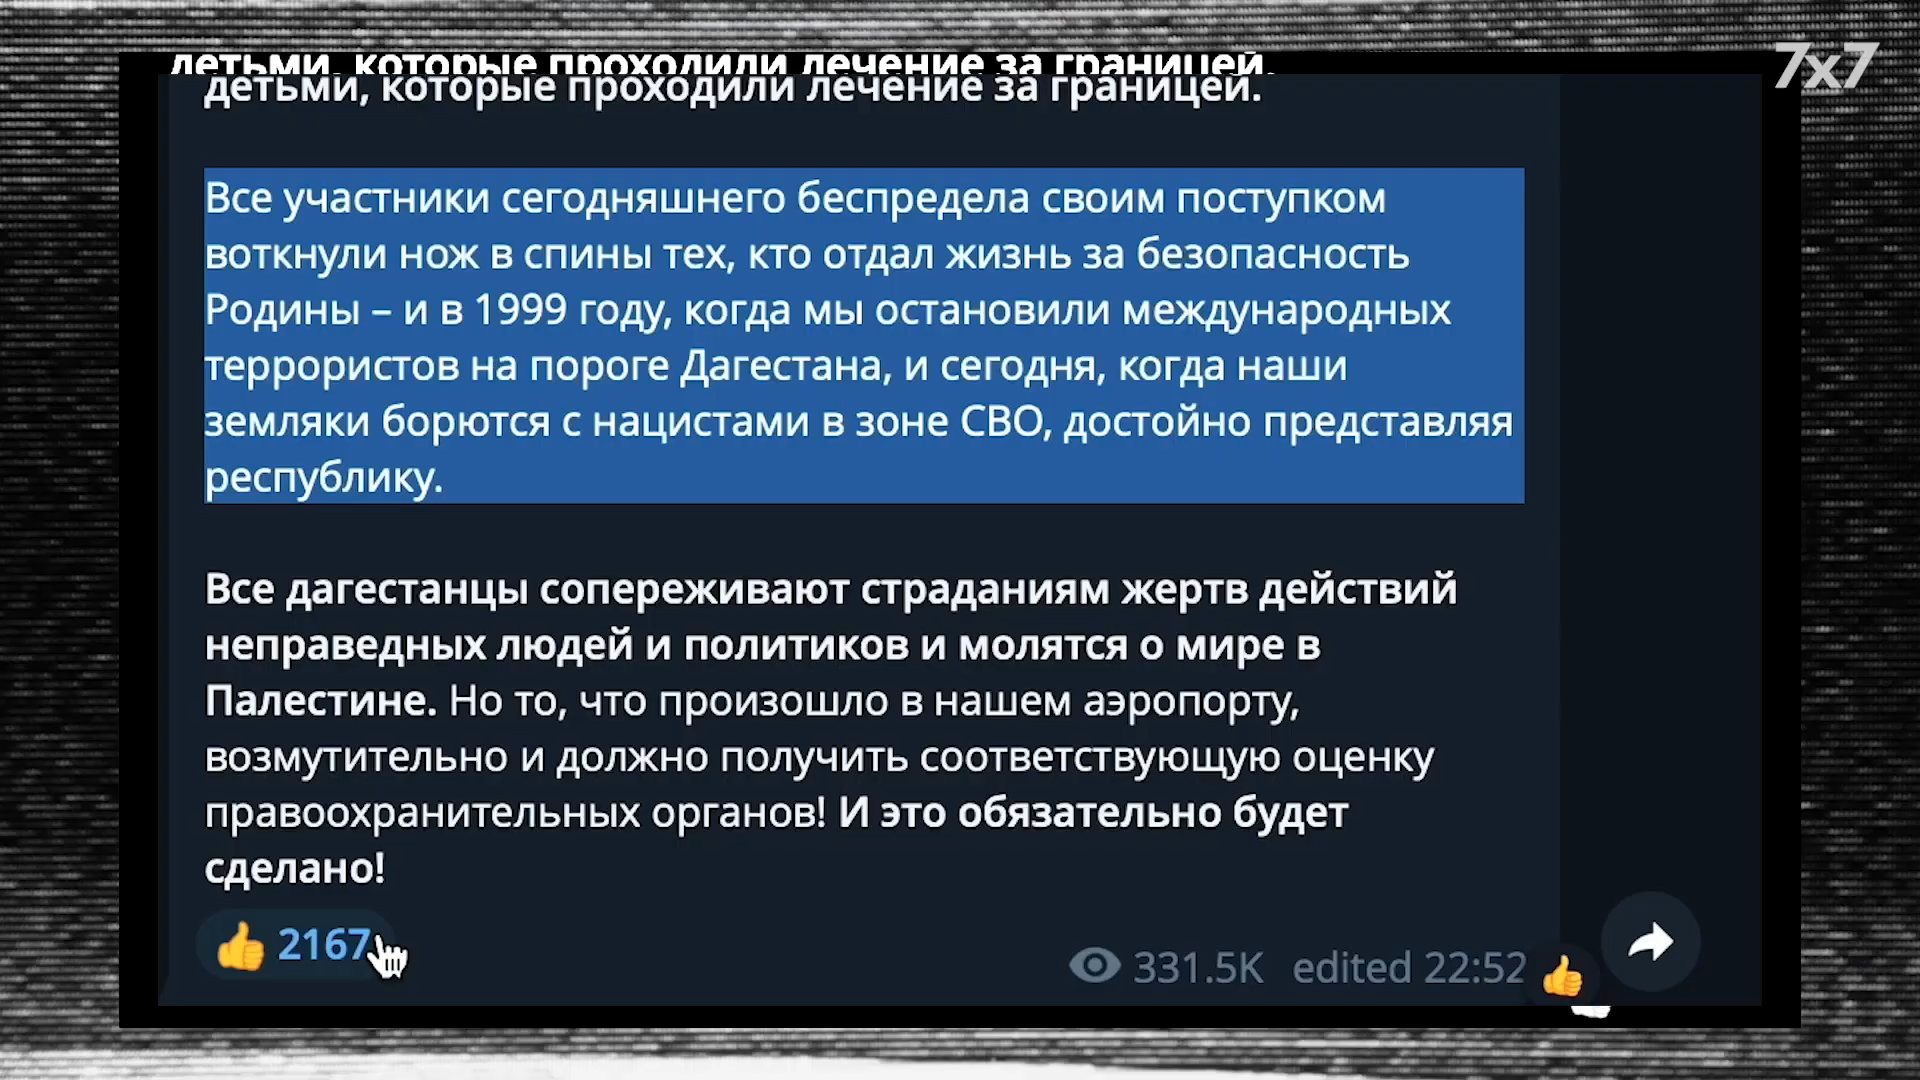 7x7
детьми, которые проходили лечение за границей.
детьми, которые проходили лечение за границей.
Все участники сегодняшнего беспредела своим поступком
воткнули нож в спины тех, кто отдал жизнь за безопасность
Родины – и в 1999 году, когда мы остановили международных
террористов на пороге Дагестана, и сегодня, когда наши
земляки борются с нацистами в зоне СВО, достойно представляя
республику.
Все дагестанцы сопереживают страданиям жертв действий
неправедных людей и политиков и молятся о мире в
Палестине. Но то, что произошло в нашем аэропорту,
возмутительно и должно получить соответствующую оценку
правоохранительных органов! И это обязательно будет
сделано!
2167
331.5K edited 22:52